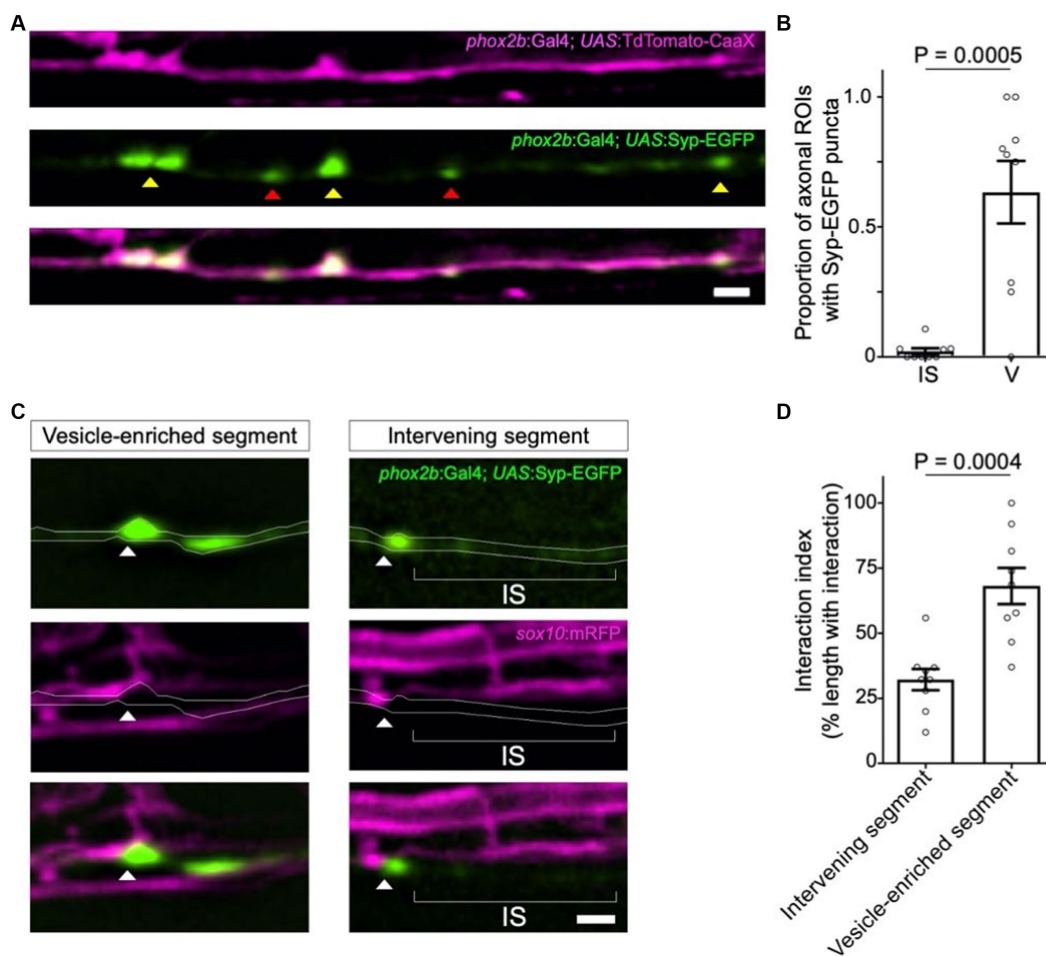 A
phox2b:Gal4; UAS:TdTomato-CaaX
phox2b:Gal4; UAS:Syp-EGFP
B
P = 0.0005
Proportion of axonal ROIs
with Syp-EGFP puncta
1.0
0.5
0
IS
V
C
Vesicle-enriched segment
Intervening segment
phox2b:Gal4; UAS:Syp-EGFP
IS
sox10:mRFP
IS
IS
D
P = 0.0004
Interaction index
(% length with interaction)
100
75
50
25
0
Intervening segment
Vesicle-enriched segment